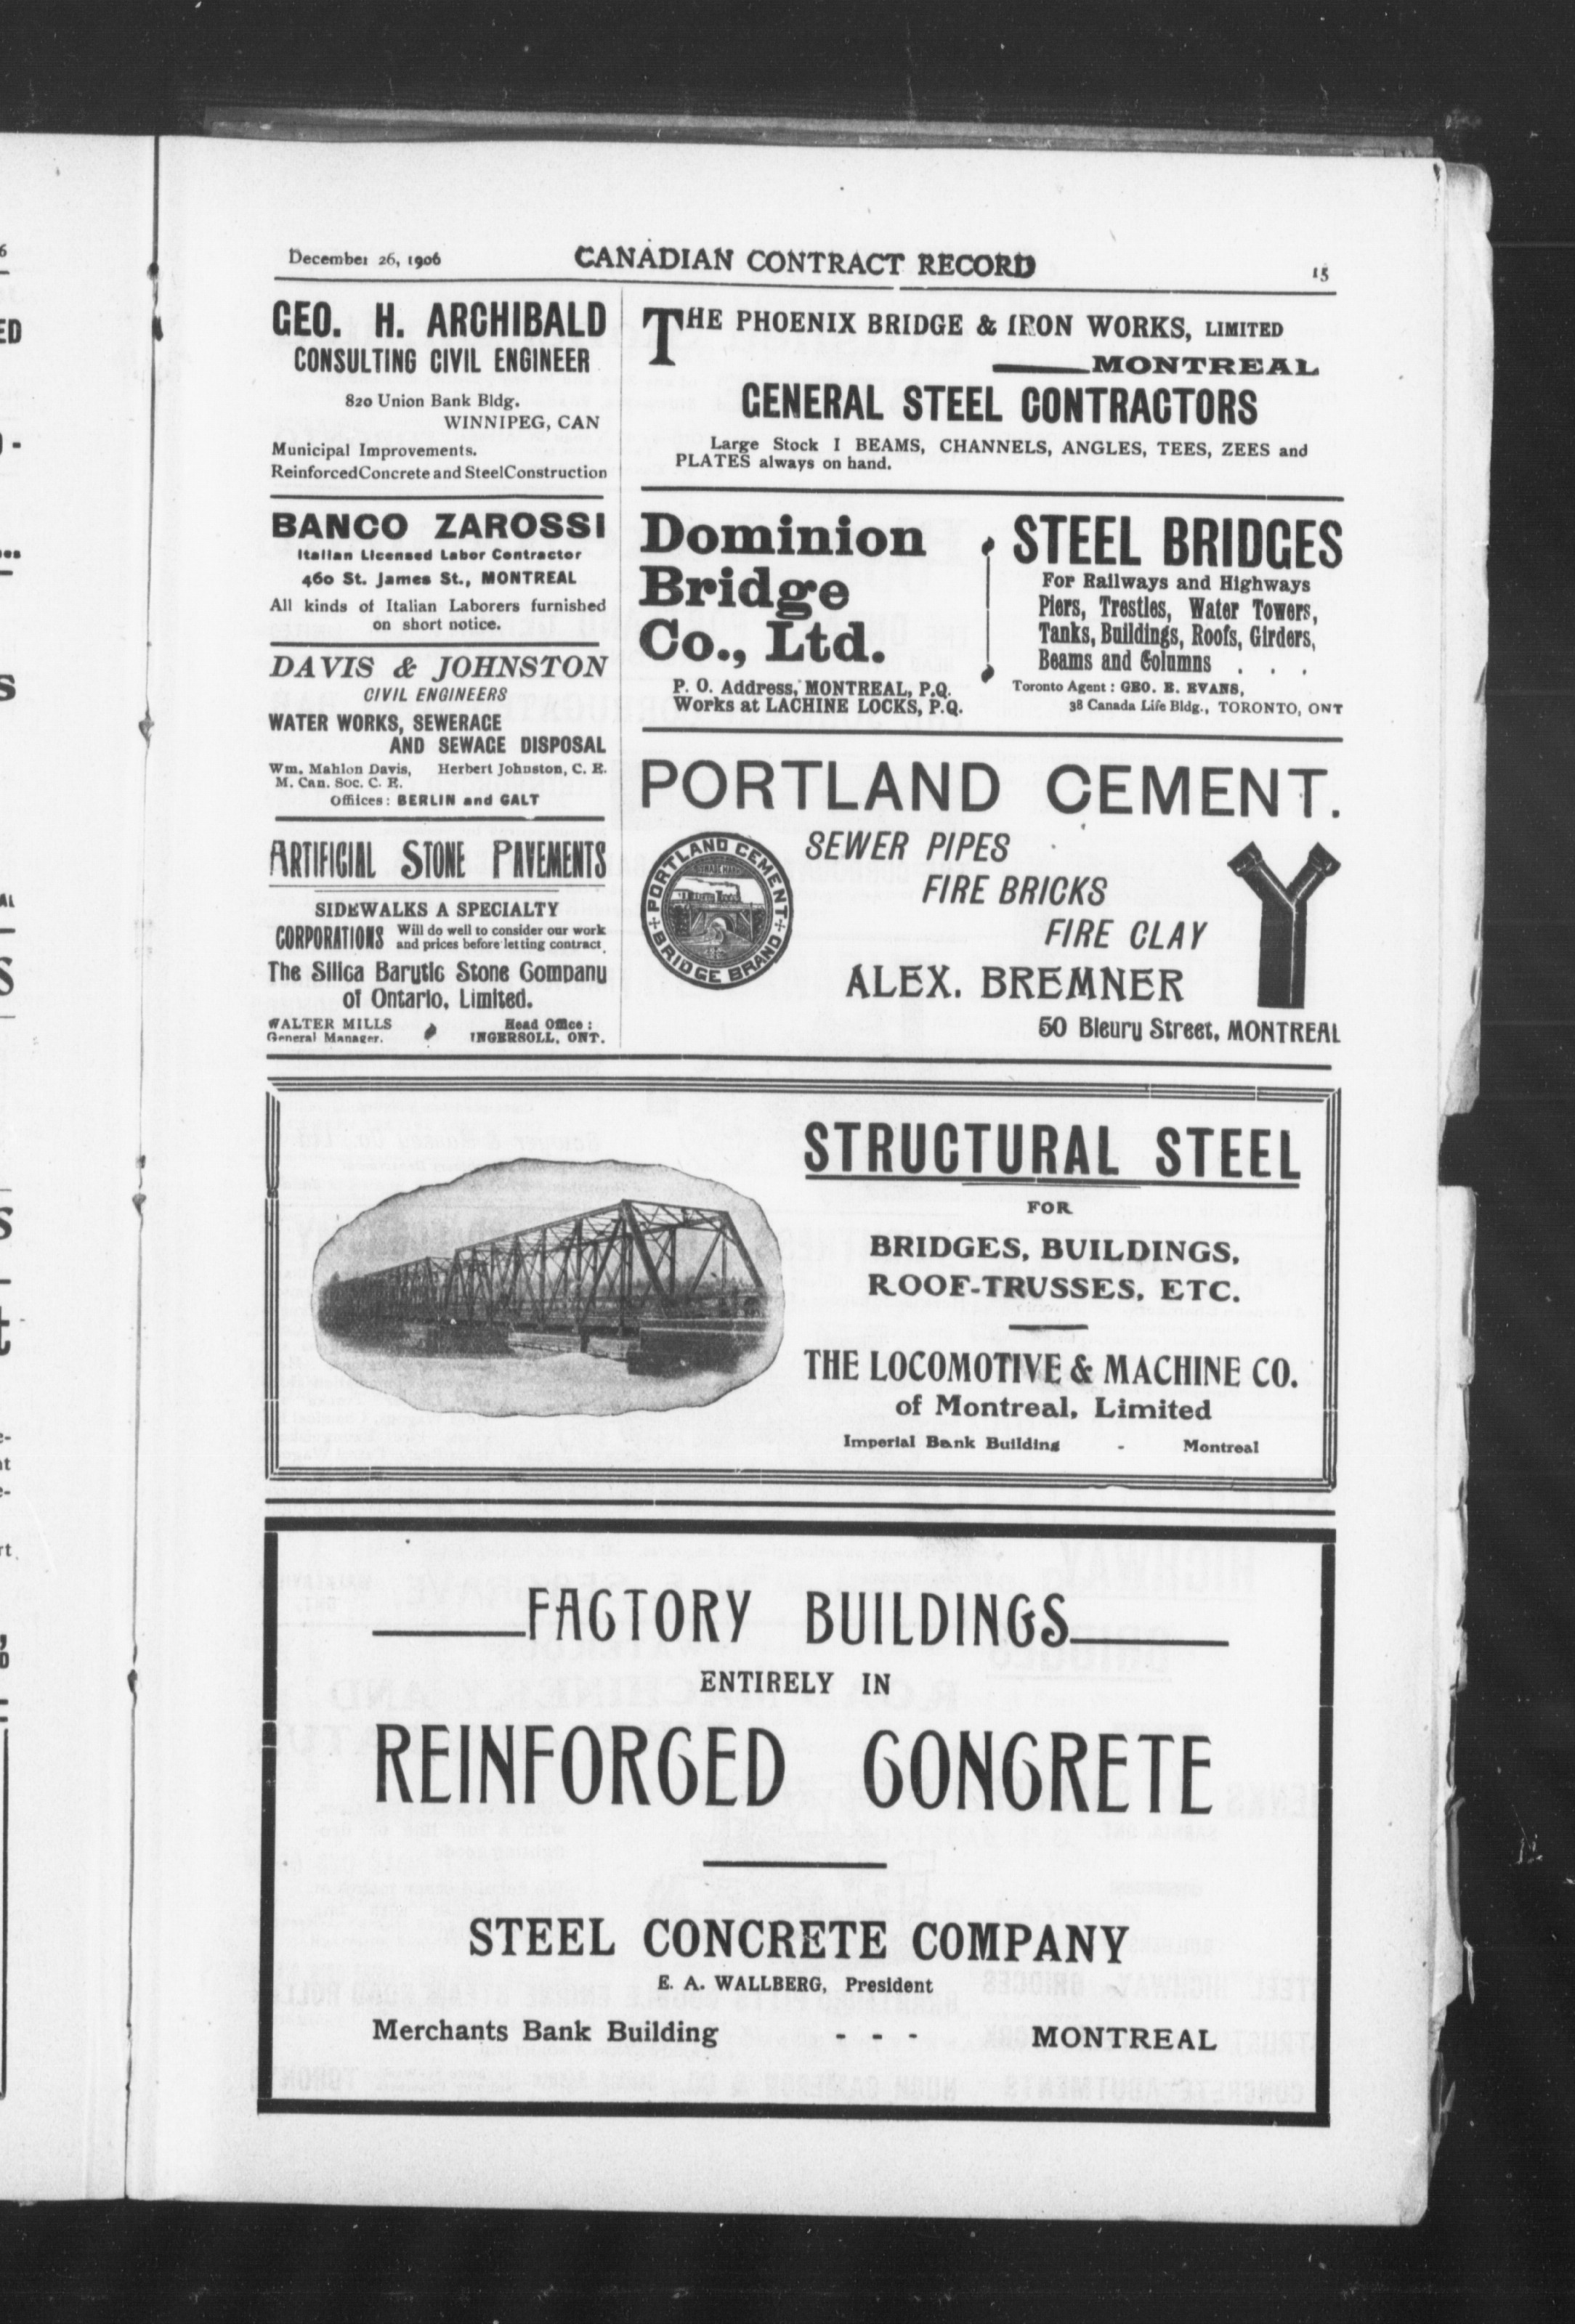 December 26, 1906 CANADIAN CONTRACT RECORD 15
GEO. H. ARCHIBALD
CONSULTING CIVIL ENGINEER
820 Union Bank Bldg.
WINNIPEG, CAN
Municipal Improvements.
Reinforced Concrete and Steel Construction
BANCO ZAROSSI
Italian Licensed Labor Contractor
460 St. James St., MONTREAL
All kinds of Italian Laborers furnished
on short notice.
DAVIS & JOHNSTON
CIVIL ENGINEERS
WATER WORKS, SEWERAGE
AND SEWAGE DISPOSAL
Wm. Mahlon Davis, Herbert Johnston, C. E.
M. Can. Soc. C. E.
Offiices: BERLIN and GALT
ARTIFICIAL STONE PAVEMENTS
SIDEWALKS A SPECIALTY
CORPORATIONS Will do well to consider our work
and prices before letting contract
The Silica Barytic Stone Company
of Ontario, Limited.
WALTER MILLS Head Office:
General Manager. INGERSOLL, ONT.
THE PHOENIX BRIDGE & IRON WORKS, LIMITED
MONTREAL
GENERAL STEEL CONTRACTORS
Large Stock I BEAMS, CHANNELS, ANGLES, TEES, ZEES and
PLATES always on hand.
Dominion
Bridge
Co., Ltd.
P. O. Address, MONTREAL, P.Q.
Works at LACHINE LOCKS, P.Q.
STEEL BRIDGES
For Railways and Highways
Piers, Trestles, Water Towers,
Tanks, Buildings, Roofs, Girders,
Beams and Columns . . .
Toronto Agent: GEO. E. EVANS,
38 Canada Life Bldg., TORONTO, ONT
PORTLAND CEMENT.
PORTLAND CEMENT
BRIDGE BRAND
SEWER PIPES
FIRE BRICKS
FIRE CLAY
ALEX. BREMNER
50 Bleury Street, MONTREAL
STRUCTURAL STEEL
FOR
BRIDGES, BUILDINGS,
ROOF-TRUSSES, ETC.
THE LOCOMOTIVE & MACHINE CO.
of Montreal, Limited
Imperial Bank Building - Montreal
FACTORY BUILDINGS
ENTIRELY IN
REINFORCED CONCRETE
STEEL CONCRETE COMPANY
E. A. WALLBERG, President
Merchants Bank Building - - - MONTREAL